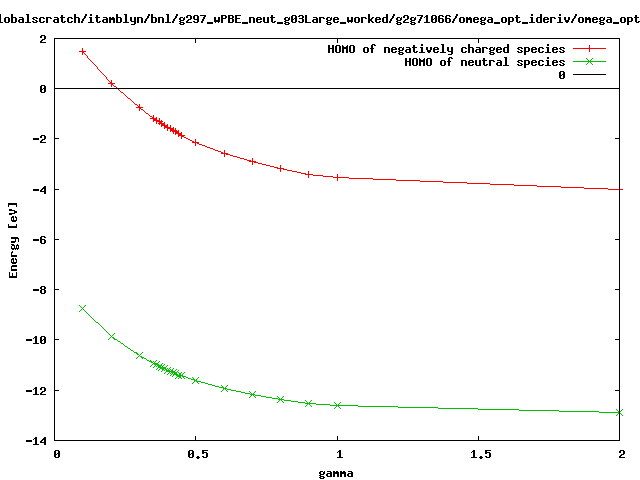 lobalscratch/itamblyn/bnl/g297_wPBE_neut_g03Large_worked/g2g71066/omega_opt_ideriv/omega_opt
HOMO of negatively charged species
HOMO of neutral species
0
2
0
-2
-4
-6
-8
-10
-12
-14
Energy [eV]
0 0.5 1 1.5 2
gamma